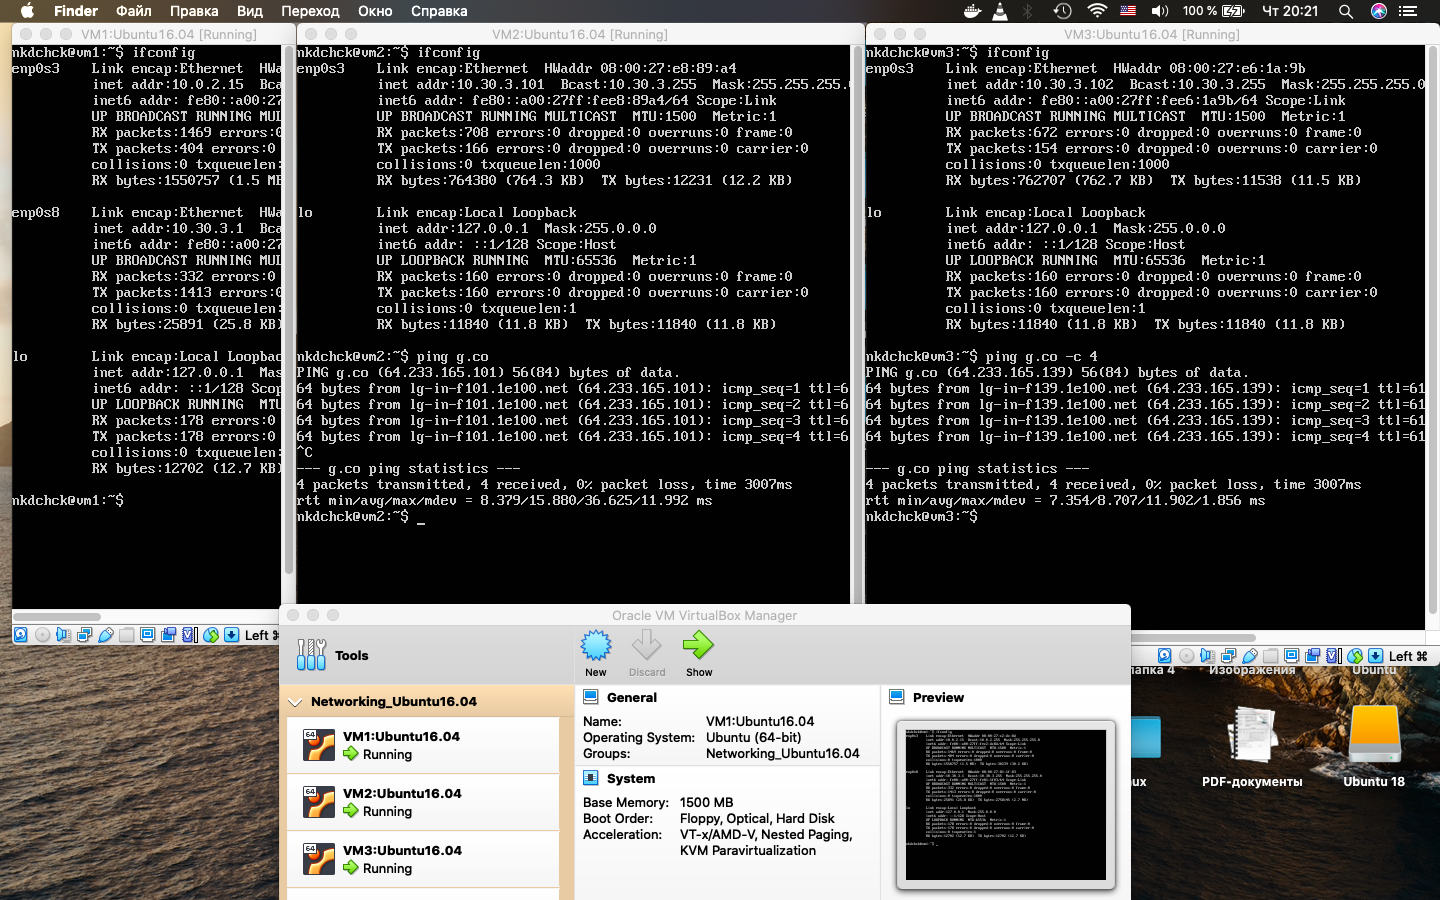 Finder Файл Правка Вид Переход Окно Справка 100 % Чт 20:21
VM1:Ubuntu16.04 [Running]
nkdchck@vm1:~$ ifconfig
enp0s3 Link encap:Ethernet HWa
inet addr:10.0.2.15 Bcas
inet6 addr: fe80::a00:27
UP BROADCAST RUNNING MUL
RX packets:1469 errors:0
TX packets:404 errors:0
collisions:0 txqueuelen:
RX bytes:1550757 (1.5 MB
enp0s8 Link encap:Ethernet HWa
inet addr:10.30.3.1 Bca
inet6 addr: fe80::a00:27
UP BROADCAST RUNNING MUL
RX packets:332 errors:0
TX packets:1413 errors:0
collisions:0 txqueuelen:
RX bytes:25891 (25.8 KB)
lo Link encap:Local Loopbac
inet addr:127.0.0.1 Mas
inet6 addr: ::1/128 Scop
UP LOOPBACK RUNNING MTU
RX packets:178 errors:0
TX packets:178 errors:0
collisions:0 txqueuelen:
RX bytes:12702 (12.7 KB)
nkdchck@vm1:~$
Left ⌘
VM2:Ubuntu16.04 [Running]
nkdchck@vm2:~$ ifconfig
enp0s3 Link encap:Ethernet HWaddr 08:00:27:e8:89:a4
inet addr:10.30.3.101 Bcast:10.30.3.255 Mask:255.255.255.0
inet6 addr: fe80::a00:27ff:fee8:89a4/64 Scope:Link
UP BROADCAST RUNNING MULTICAST MTU:1500 Metric:1
RX packets:708 errors:0 dropped:0 overruns:0 frame:0
TX packets:166 errors:0 dropped:0 overruns:0 carrier:0
collisions:0 txqueuelen:1000
RX bytes:764380 (764.3 KB) TX bytes:12231 (12.2 KB)
lo Link encap:Local Loopback
inet addr:127.0.0.1 Mask:255.0.0.0
inet6 addr: ::1/128 Scope:Host
UP LOOPBACK RUNNING MTU:65536 Metric:1
RX packets:160 errors:0 dropped:0 overruns:0 frame:0
TX packets:160 errors:0 dropped:0 overruns:0 carrier:0
collisions:0 txqueuelen:1
RX bytes:11840 (11.8 KB) TX bytes:11840 (11.8 KB)
nkdchck@vm2:~$ ping g.co
PING g.co (64.233.165.101) 56(84) bytes of data.
64 bytes from lg-in-f101.1e100.net (64.233.165.101): icmp_seq=1 ttl=6
64 bytes from lg-in-f101.1e100.net (64.233.165.101): icmp_seq=2 ttl=6
64 bytes from lg-in-f101.1e100.net (64.233.165.101): icmp_seq=3 ttl=6
64 bytes from lg-in-f101.1e100.net (64.233.165.101): icmp_seq=4 ttl=6
^C
--- g.co ping statistics ---
4 packets transmitted, 4 received, 0% packet loss, time 3007ms
rtt min/avg/max/mdev = 8.379/15.880/36.625/11.992 ms
nkdchck@vm2:~$ _
VM3:Ubuntu16.04 [Running]
nkdchck@vm3:~$ ifconfig
enp0s3 Link encap:Ethernet HWaddr 08:00:27:e6:1a:9b
inet addr:10.30.3.102 Bcast:10.30.3.255 Mask:255.255.255.0
inet6 addr: fe80::a00:27ff:fee6:1a9b/64 Scope:Link
UP BROADCAST RUNNING MULTICAST MTU:1500 Metric:1
RX packets:672 errors:0 dropped:0 overruns:0 frame:0
TX packets:154 errors:0 dropped:0 overruns:0 carrier:0
collisions:0 txqueuelen:1000
RX bytes:762707 (762.7 KB) TX bytes:11538 (11.5 KB)
lo Link encap:Local Loopback
inet addr:127.0.0.1 Mask:255.0.0.0
inet6 addr: ::1/128 Scope:Host
UP LOOPBACK RUNNING MTU:65536 Metric:1
RX packets:160 errors:0 dropped:0 overruns:0 frame:0
TX packets:160 errors:0 dropped:0 overruns:0 carrier:0
collisions:0 txqueuelen:1
RX bytes:11840 (11.8 KB) TX bytes:11840 (11.8 KB)
nkdchck@vm3:~$ ping g.co -c 4
PING g.co (64.233.165.139) 56(84) bytes of data.
64 bytes from lg-in-f139.1e100.net (64.233.165.139): icmp_seq=1 ttl=61
64 bytes from lg-in-f139.1e100.net (64.233.165.139): icmp_seq=2 ttl=61
64 bytes from lg-in-f139.1e100.net (64.233.165.139): icmp_seq=3 ttl=61
64 bytes from lg-in-f139.1e100.net (64.233.165.139): icmp_seq=4 ttl=61
--- g.co ping statistics ---
4 packets transmitted, 4 received, 0% packet loss, time 3007ms
rtt min/avg/max/mdev = 7.354/8.707/11.902/1.856 ms
nkdchck@vm3:~$
Left ⌘
апка 4 Изображения Ubuntu
ux PDF-документы Ubuntu 18
Oracle VM VirtualBox Manager
Tools
New Discard Show
Networking_Ubuntu16.04
VM1:Ubuntu16.04
Running
VM2:Ubuntu16.04
Running
VM3:Ubuntu16.04
Running
General
Name: VM1:Ubuntu16.04
Operating System: Ubuntu (64-bit)
Groups: Networking_Ubuntu16.04
System
Base Memory: 1500 MB
Boot Order: Floppy, Optical, Hard Disk
Acceleration: VT-x/AMD-V, Nested Paging,
KVM Paravirtualization
Preview